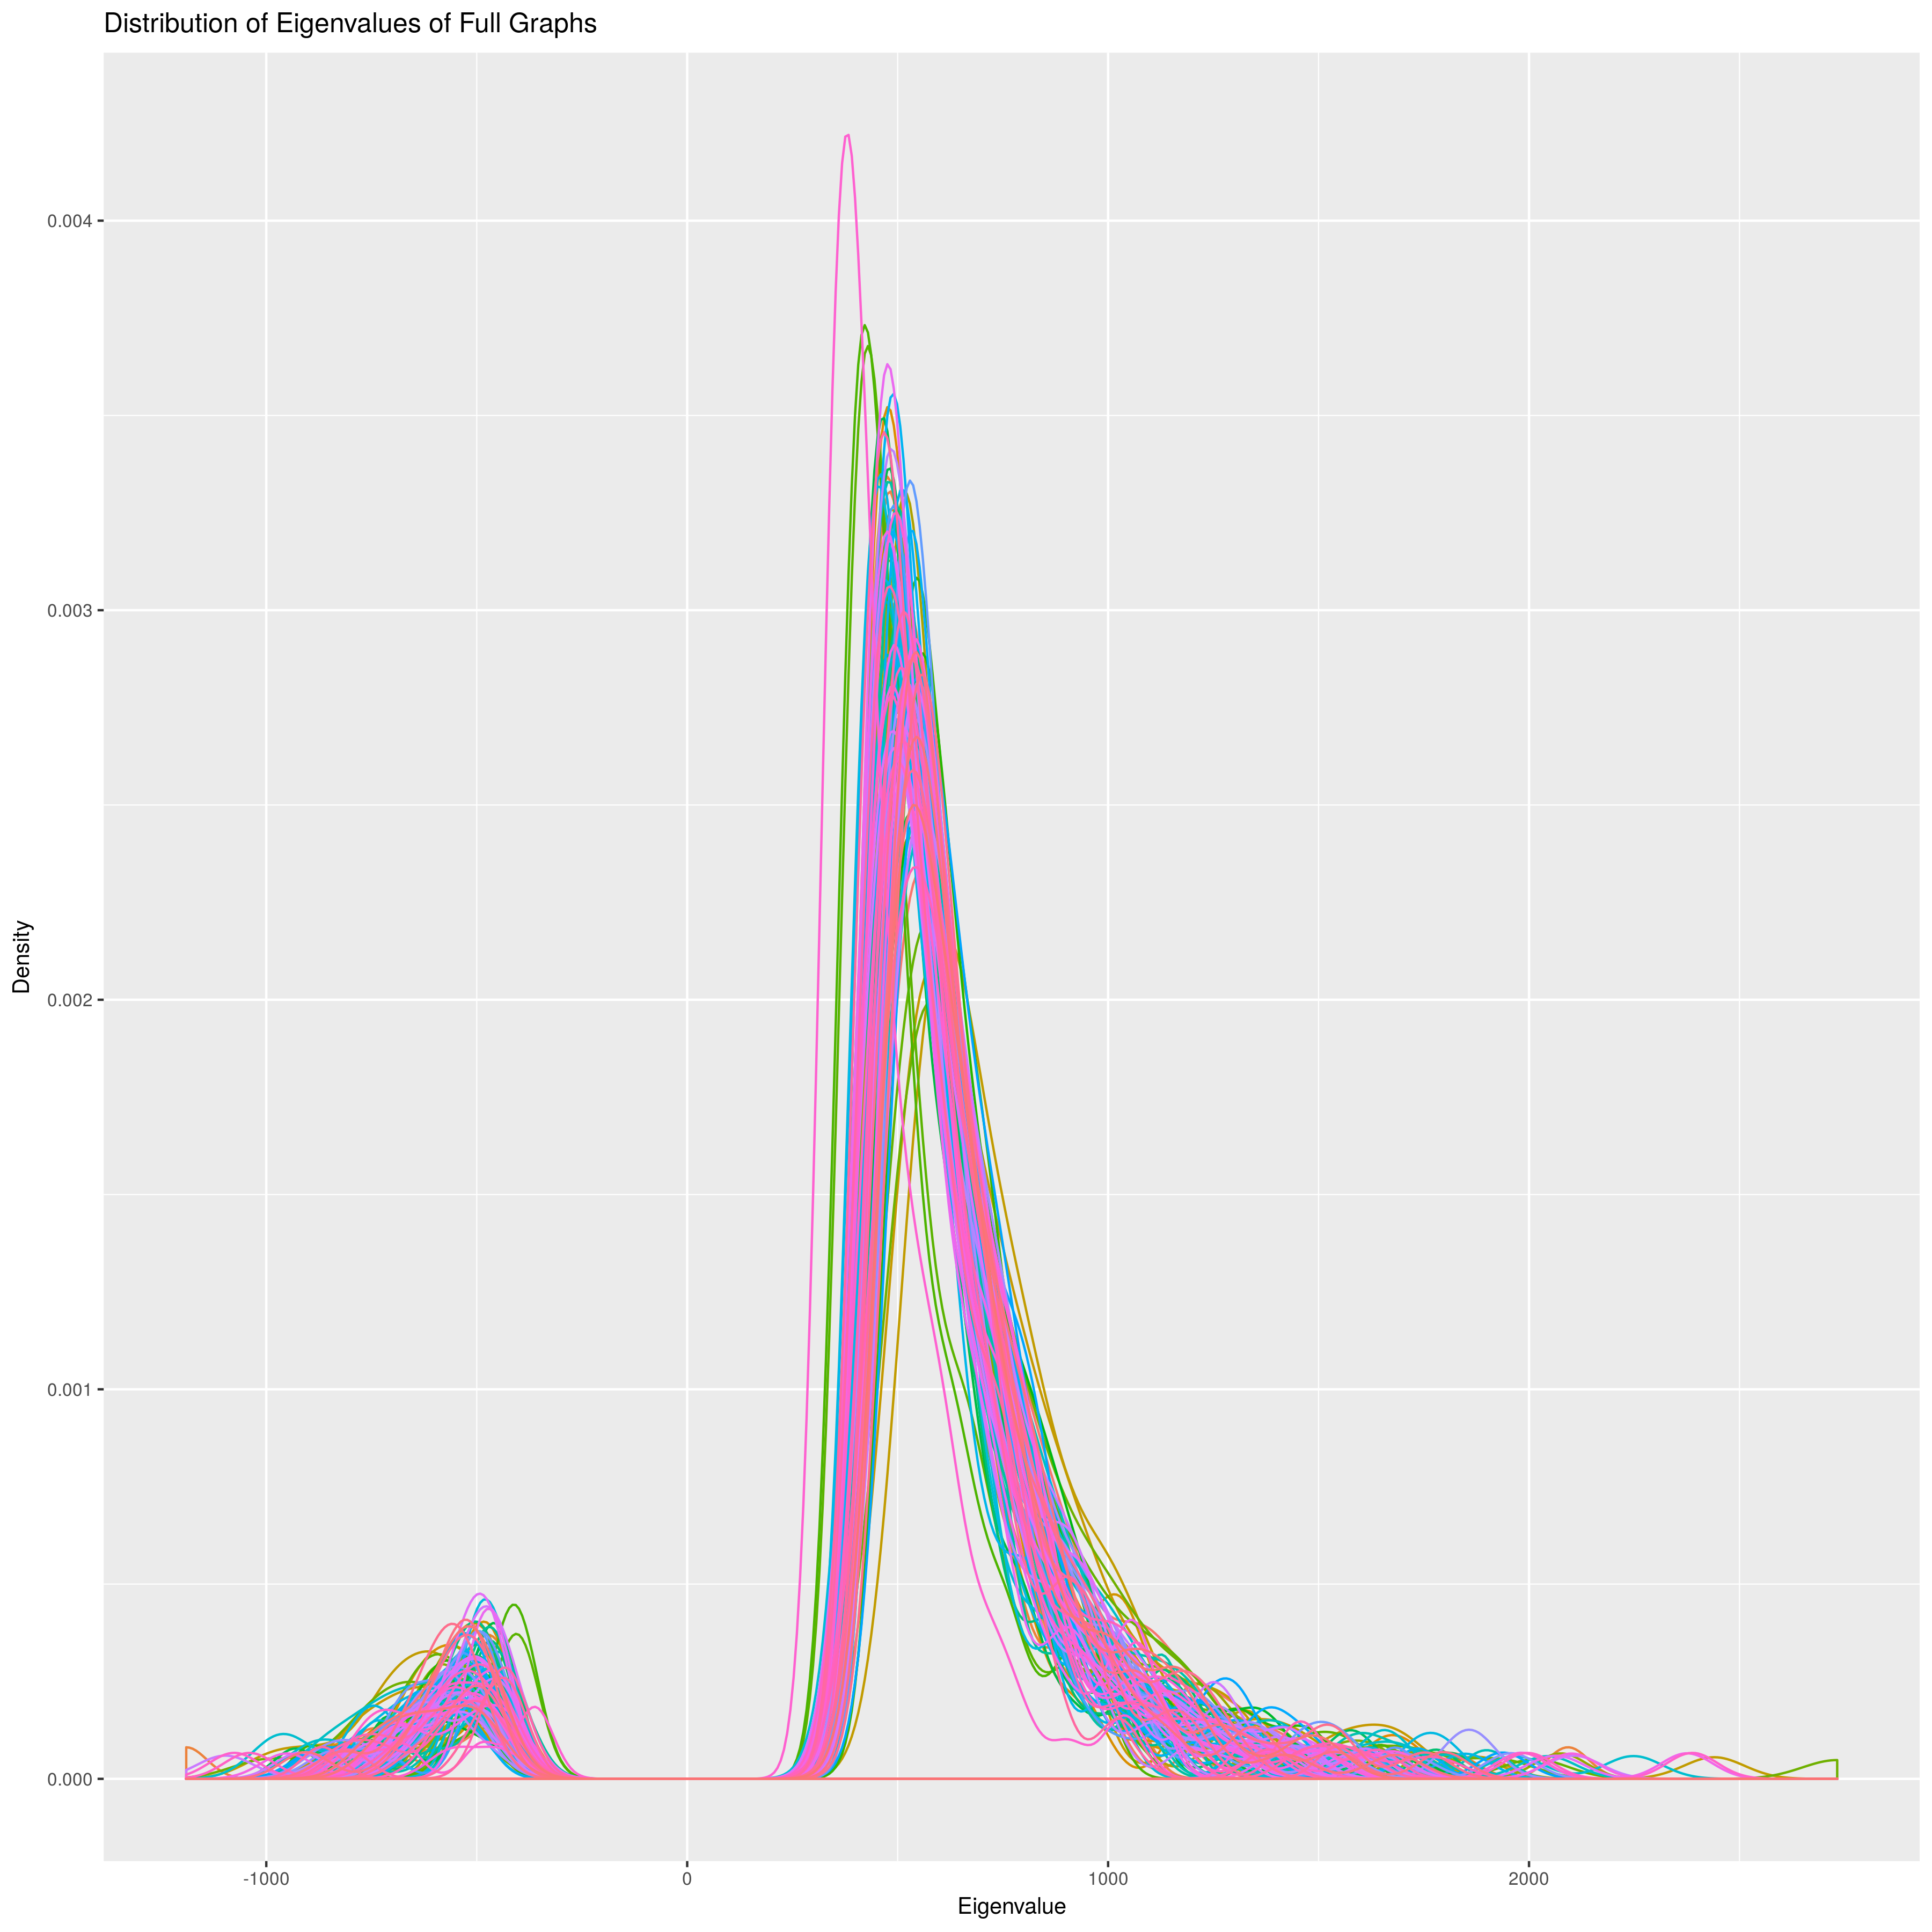 Distribution of Eigenvalues of Full Graphs
0.004
0.003
0.002
0.001
0.000
Density
-1000 0 1000 2000
Eigenvalue